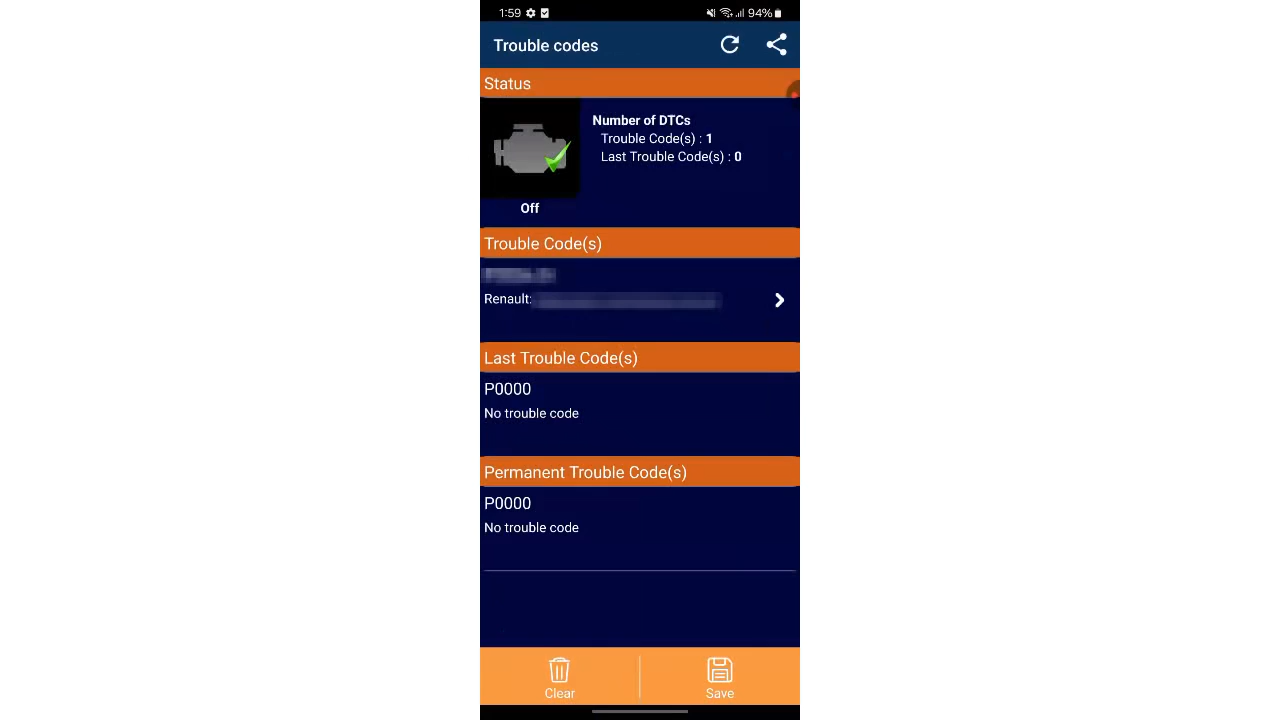 1:59 94%
Trouble codes
Status
Number of DTCs
Trouble Code(s) : 1
Last Trouble Code(s) : 0
Off
Trouble Code(s)
Renault:
Last Trouble Code(s)
P0000
No trouble code
Permanent Trouble Code(s)
P0000
No trouble code
Clear
Save